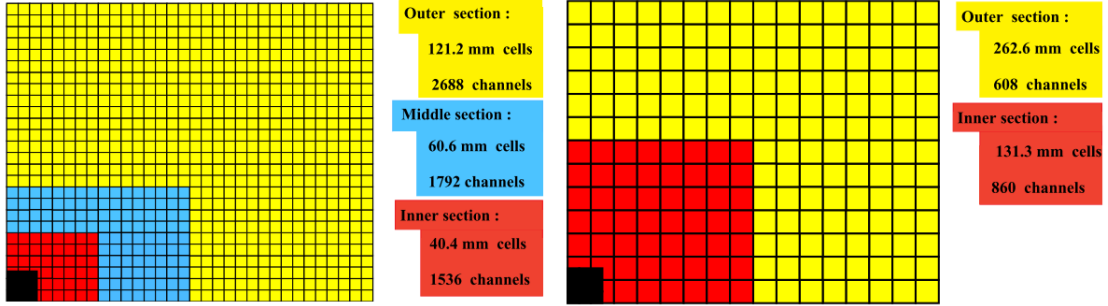 Outer section :
121.2 mm cells
2688 channels
Middle section :
60.6 mm cells
1792 channels
Inner section :
40.4 mm cells
1536 channels
Outer section :
262.6 mm cells
608 channels
Inner section :
131.3 mm cells
860 channels